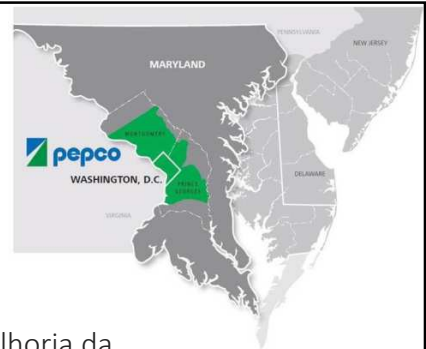 PENNSYLVANIA
NEW JERSEY
MARYLAND
MONTGOMERY
pepco
WASHINGTON, D.C.
PRINCE
GEORGE'S
DELAWARE
VIRGINIA
lhoria da